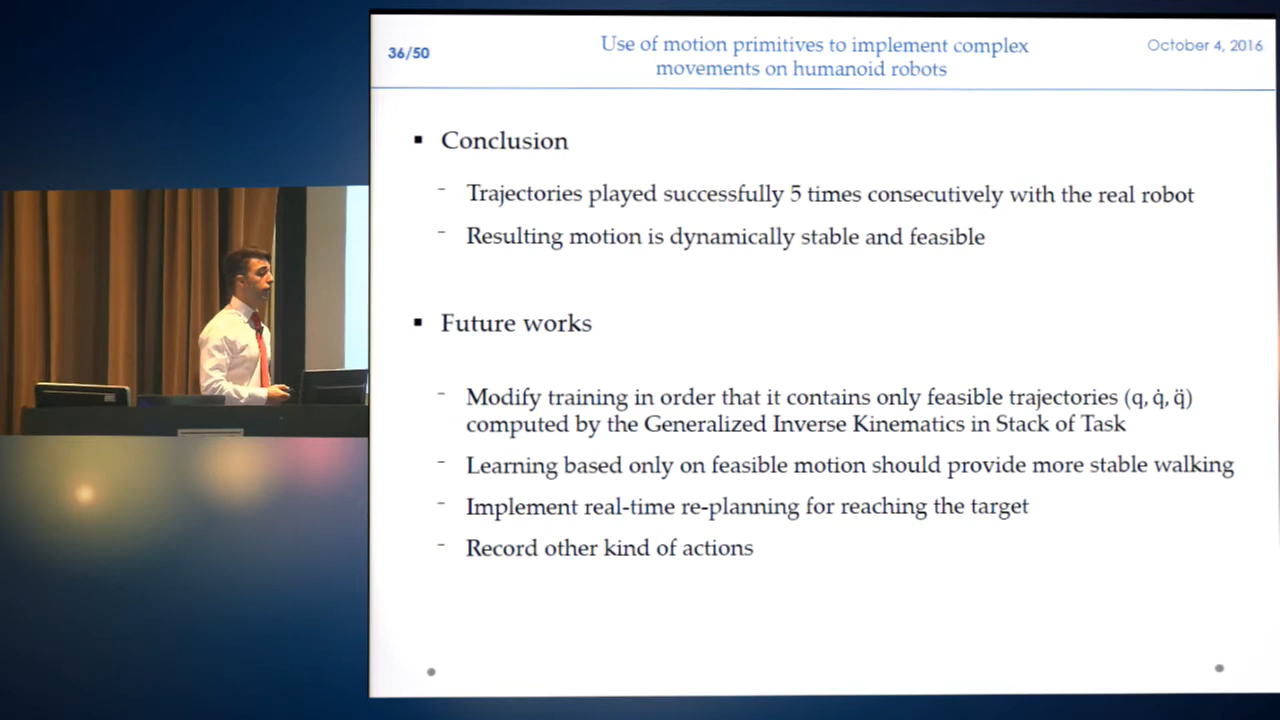 36/50
Use of motion primitives to implement complex
movements on humanoid robots
October 4, 2016
Conclusion
Trajectories played successfully 5 times consecutively with the real robot
Resulting motion is dynamically stable and feasible
Future works
Modify training in order that it contains only feasible trajectories (q, q̇, q̈)
computed by the Generalized Inverse Kinematics in Stack of Task
Learning based only on feasible motion should provide more stable walking
Implement real-time re-planning for reaching the target
Record other kind of actions